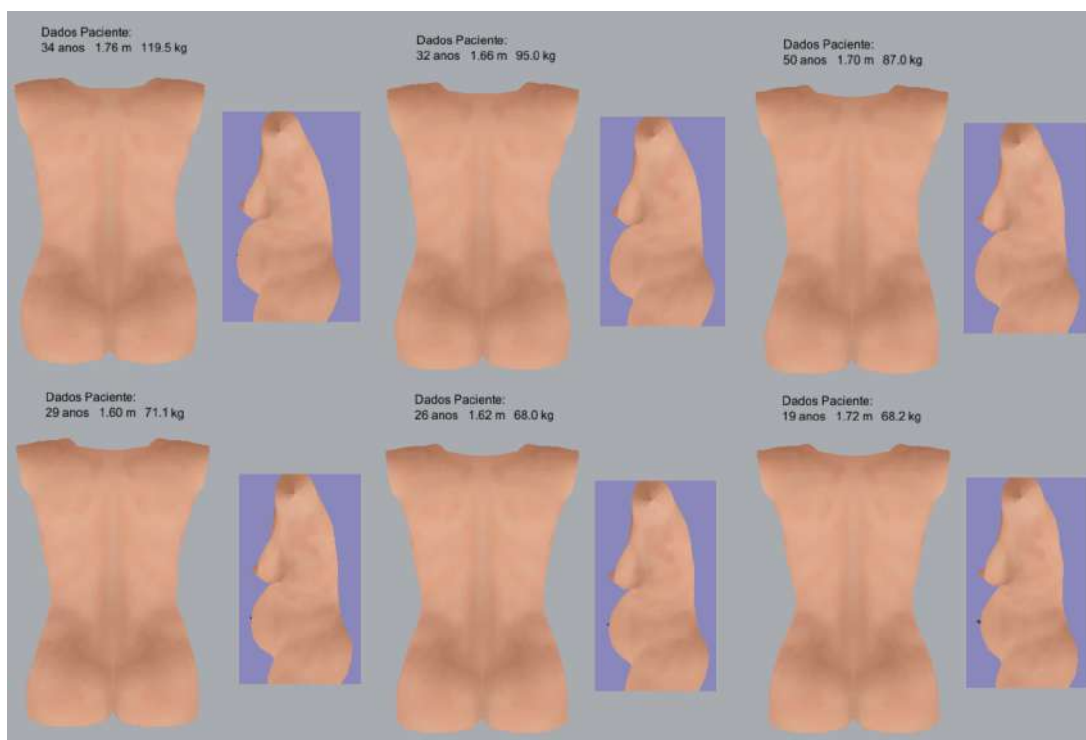 Dados Paciente:
34 anos 1.76 m 119.5 kg
Dados Paciente:
32 anos 1.66 m 95.0 kg
Dados Paciente:
50 anos 1.70 m 87.0 kg
Dados Paciente:
29 anos 1.60 m 71.1 kg
Dados Paciente:
26 anos 1.62 m 68.0 kg
Dados Paciente:
19 anos 1.72 m 68.2 kg